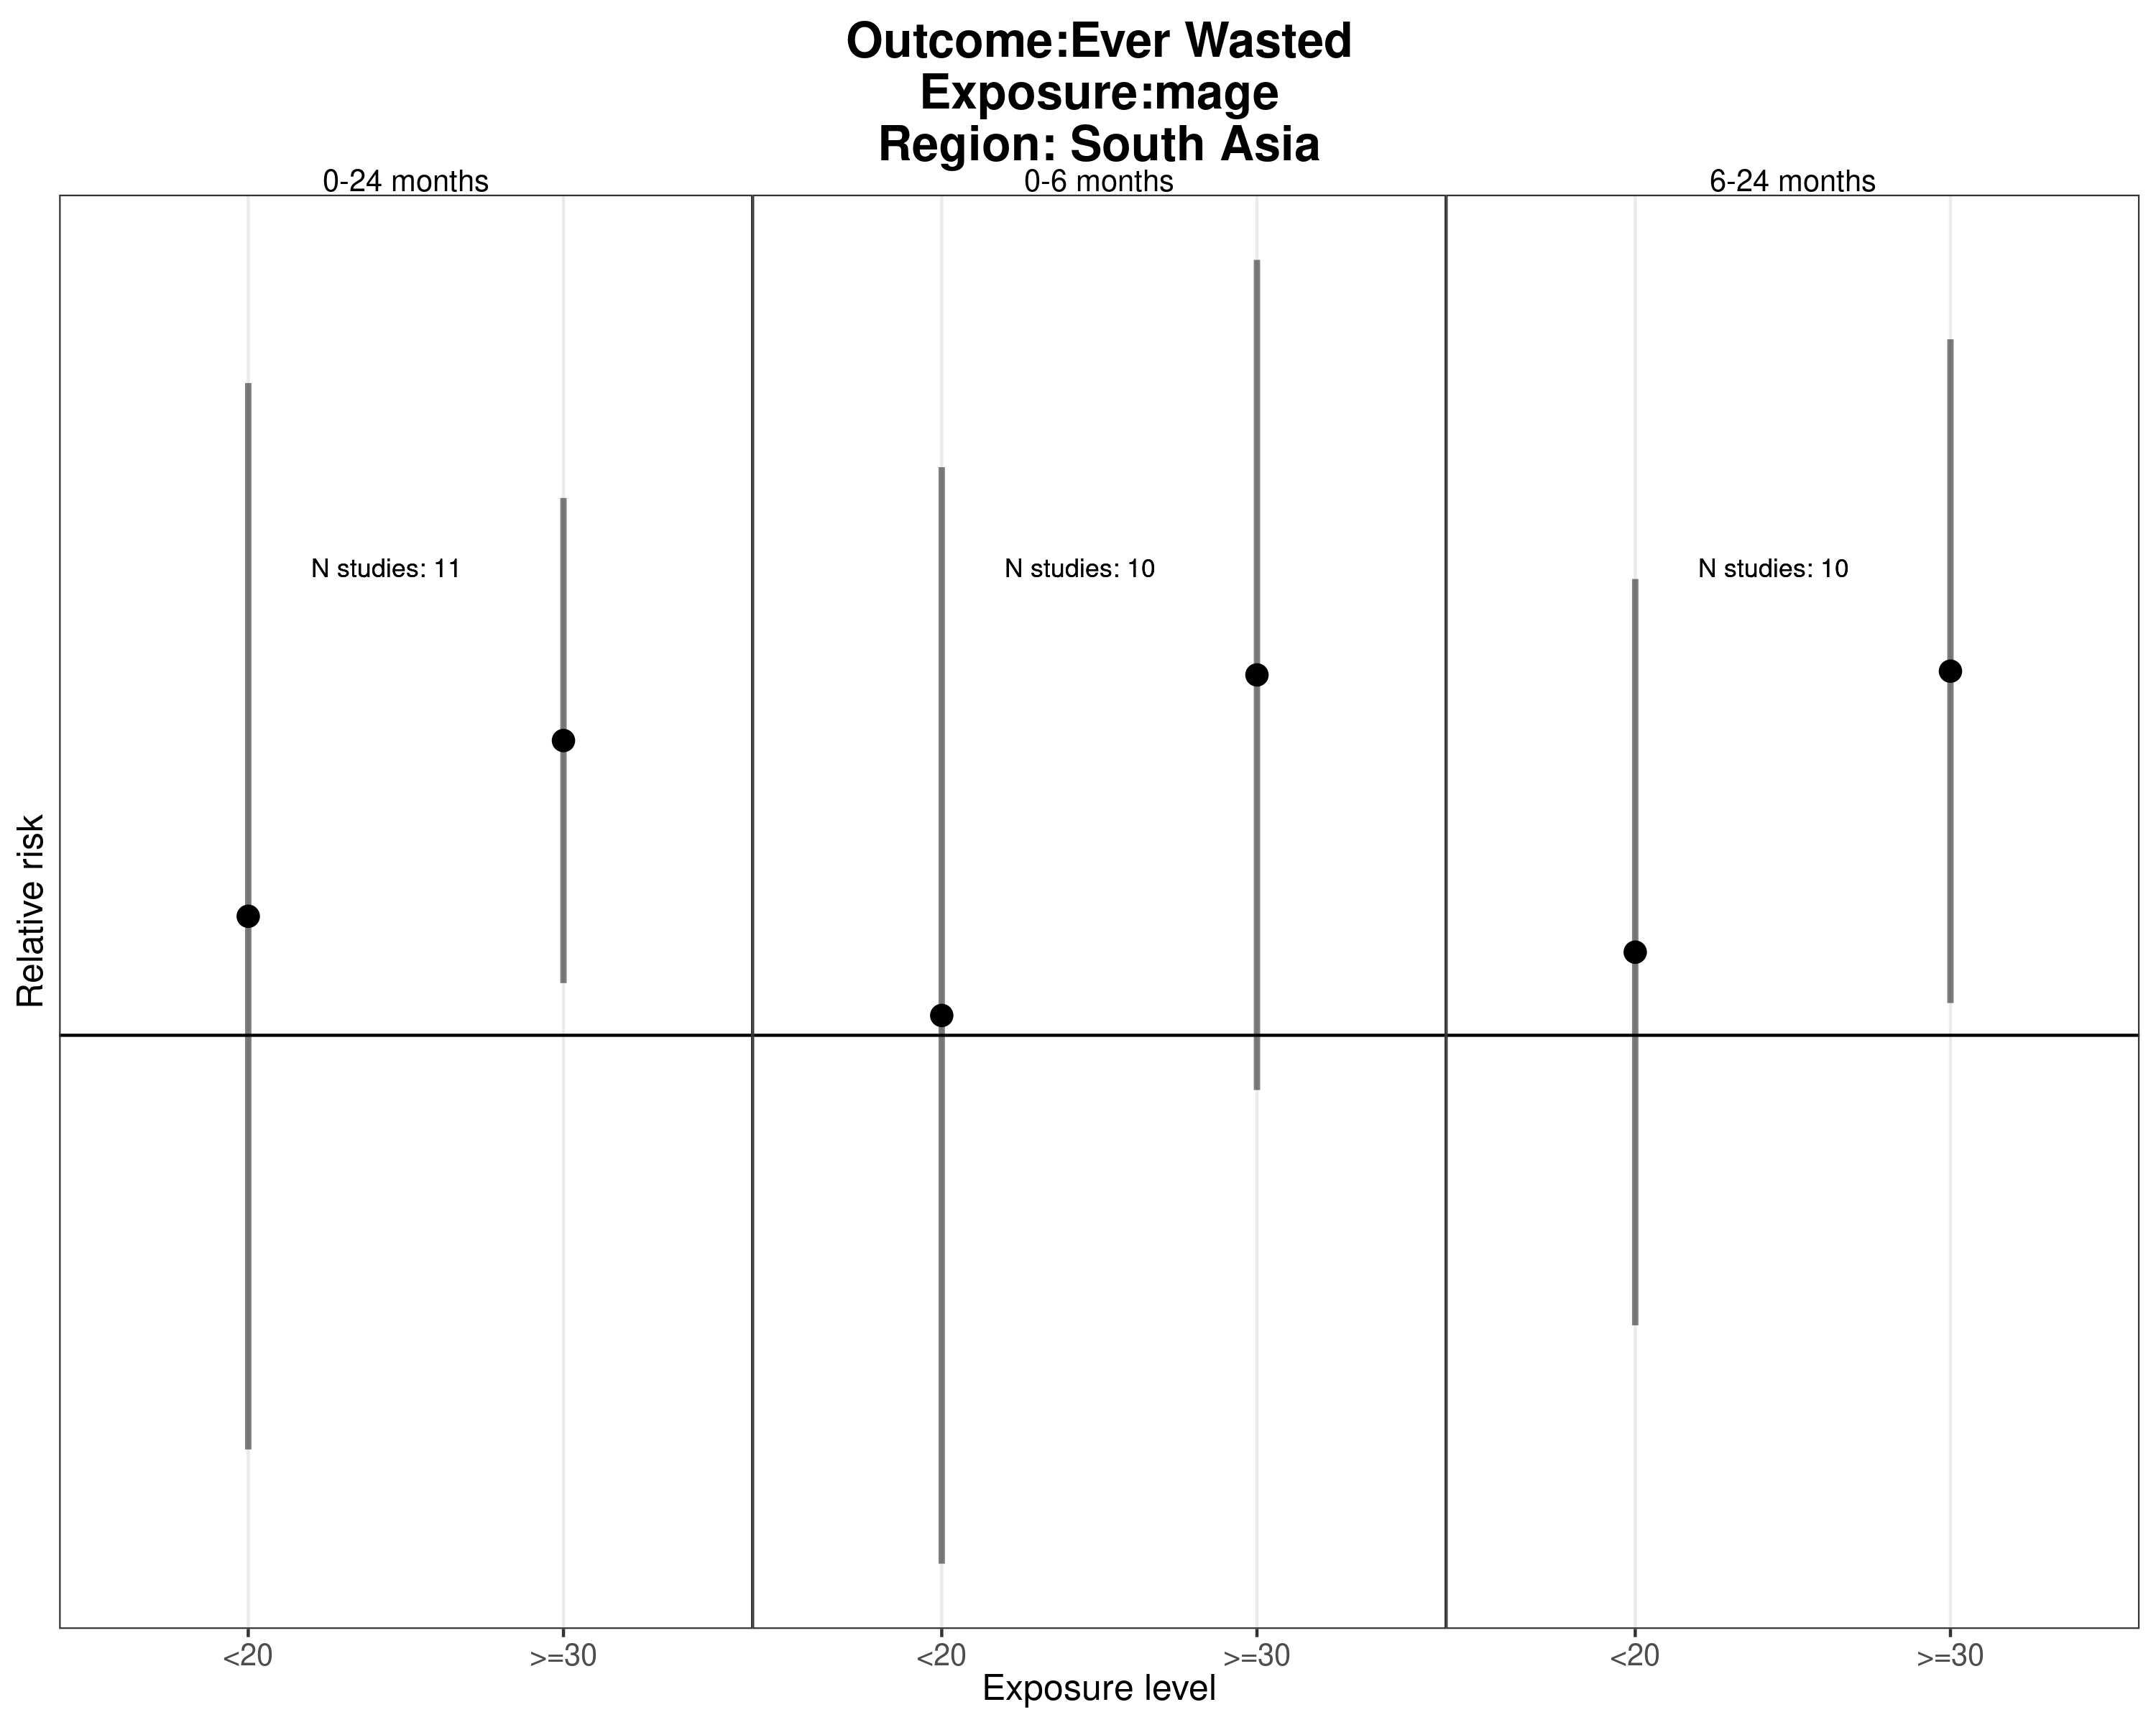 Outcome:Ever Wasted
Exposure:mage
Region: South Asia
0-24 months
0-6 months
6-24 months
N studies: 11
N studies: 10
N studies: 10
Relative risk
<20
>=30
<20
>=30
<20
>=30
Exposure level